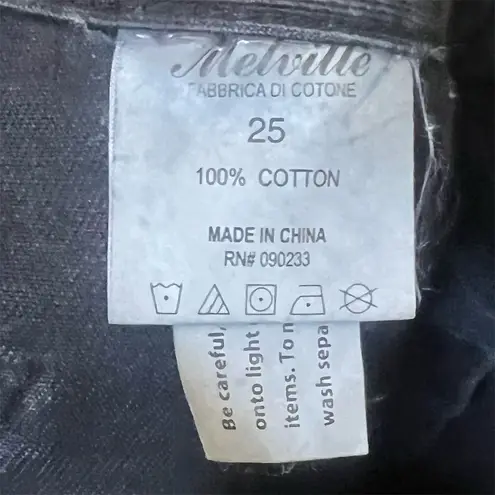 Melville
FABBRICA DI COTONE
25
100% COTTON
MADE IN CHINA
RN# 090233
Be careful,
onto light
items. To
wash sepa